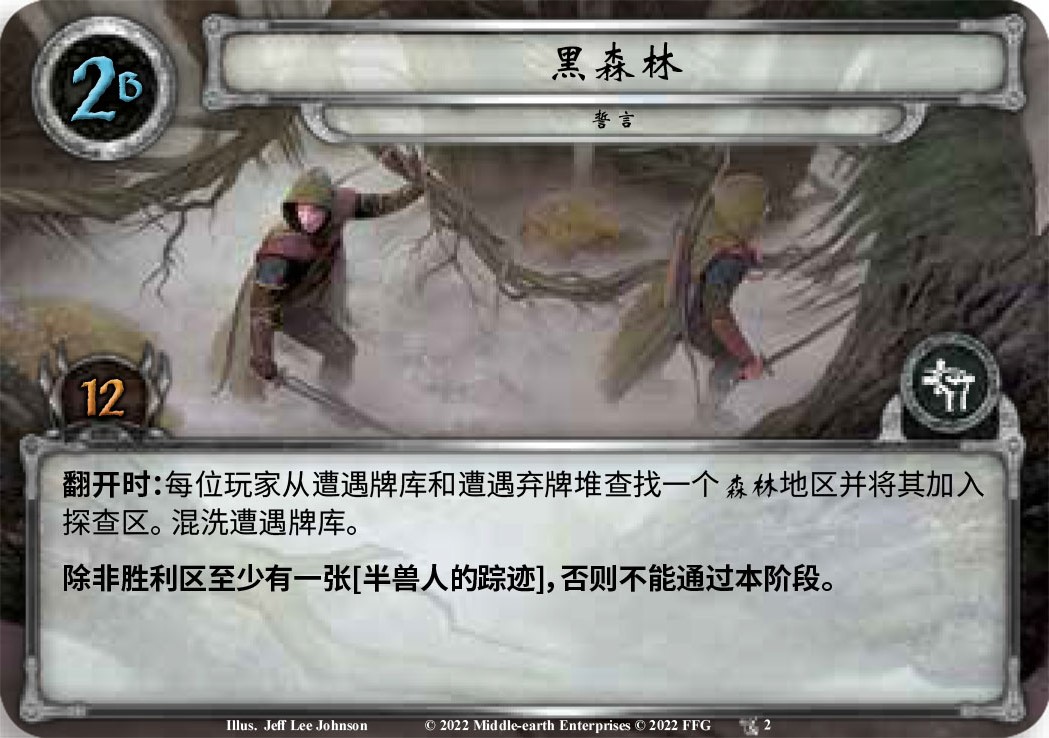 2B
黑森林
誓言
12
翻开时：每位玩家从遭遇牌库和遭遇弃牌堆查找一个 森林地区并将其加入
探查区。混洗遭遇牌库。
除非胜利区至少有一张[半兽人的踪迹]，否则不能通过本阶段。
Illus. Jeff Lee Johnson © 2022 Middle-earth Enterprises © 2022 FFG 2